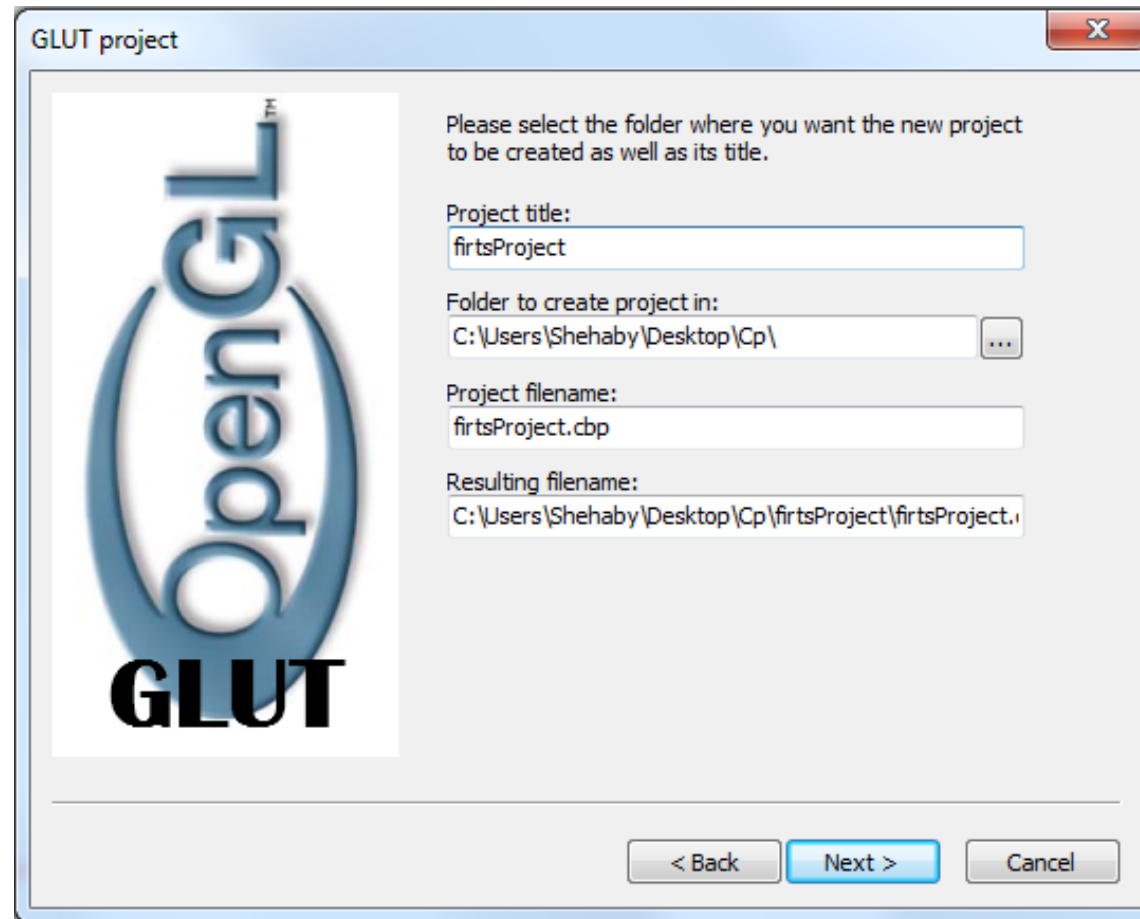 GLUT project
OpenGL™
GLUT
Please select the folder where you want the new project
to be created as well as its title.
Project title:
firtsProject
Folder to create project in:
C:\Users\Shehaby\Desktop\Cp\
...
Project filename:
firtsProject.cbp
Resulting filename:
C:\Users\Shehaby\Desktop\Cp\firtsProject\firtsProject.
< Back
Next >
Cancel